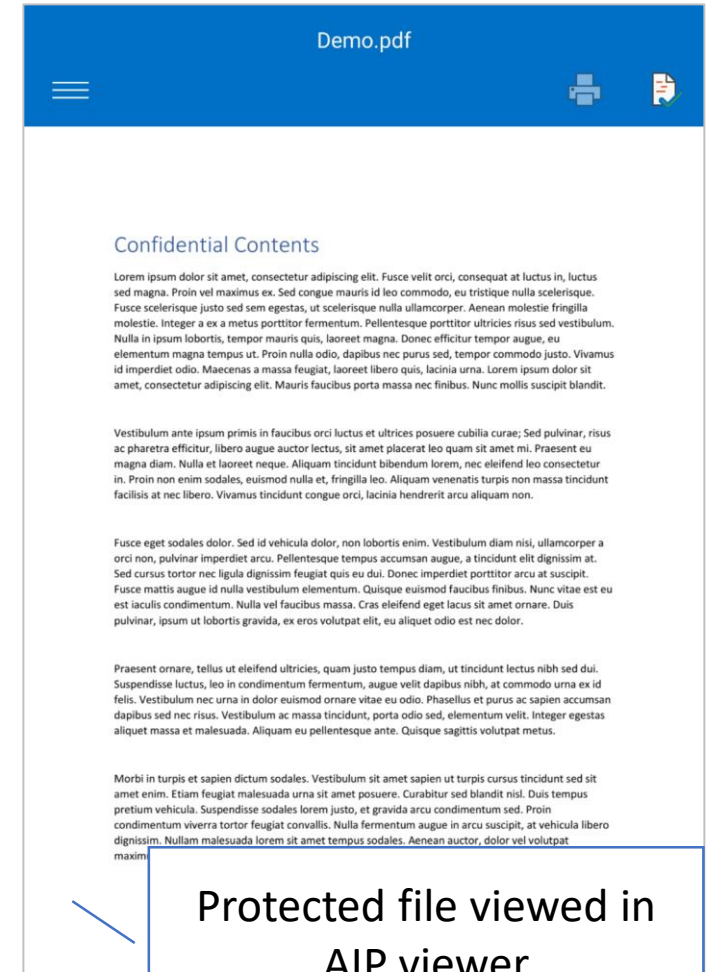 Demo.pdf
Confidential Contents
Lorem ipsum dolor sit amet, consectetur adipiscing elit. Fusce velit orci, consequat at luctus in, luctus
sed magna. Proin vel maximus ex. Sed congue mauris id leo commodo, eu tristique nulla scelerisque.
Fusce scelerisque justo sed sem egestas, ut scelerisque nulla ullamcorper. Aenean molestie fringilla
molestie. Integer a ex a metus porttitor fermentum. Pellentesque porttitor ultricies risus sed vestibulum.
Nulla in ipsum lobortis, tempor mauris quis, laoreet magna. Donec efficitur tempor augue, eu
elementum magna tempus ut. Proin nulla odio, dapibus nec purus sed, tempor commodo justo. Vivamus
id imperdiet odio. Maecenas a massa feugiat, laoreet libero quis, lacinia urna. Lorem ipsum dolor sit
amet, consectetur adipiscing elit. Mauris faucibus porta massa nec finibus. Nunc mollis suscipit blandit.
Vestibulum ante ipsum primis in faucibus orci luctus et ultrices posuere cubilia curae; Sed pulvinar, risus
ac pharetra efficitur, libero augue auctor lectus, sit amet placerat leo quam sit amet mi. Praesent eu
magna diam. Nulla et laoreet neque. Aliquam tincidunt bibendum lorem, nec eleifend leo consectetur
in. Proin non enim sodales, euismod nulla et, fringilla leo. Aliquam venenatis turpis non massa tincidunt
facilisis at nec libero. Vivamus tincidunt congue orci, lacinia hendrerit arcu aliquam non.
Fusce eget sodales dolor. Sed id vehicula dolor, non lobortis enim. Vestibulum diam nisi, ullamcorper a
orci non, pulvinar imperdiet arcu. Pellentesque tempus accumsan augue, a tincidunt elit dignissim at.
Sed cursus tortor nec ligula dignissim feugiat quis eu dui. Donec imperdiet porttitor arcu at suscipit.
Fusce mattis augue id nulla vestibulum elementum. Quisque euismod faucibus finibus. Nunc vitae est eu
est iaculis condimentum. Nulla vel faucibus massa. Cras eleifend eget lacus sit amet ornare. Duis
pulvinar, ipsum ut lobortis gravida, ex eros volutpat elit, eu aliquet odio est nec dolor.
Praesent ornare, tellus ut eleifend ultricies, quam justo tempus diam, ut tincidunt lectus nibh sed dui.
Suspendisse luctus, leo in condimentum fermentum, augue velit dapibus nibh, at commodo urna ex id
felis. Vestibulum nec urna in dolor euismod ornare vitae eu odio. Phasellus et purus ac sapien accumsan
dapibus sed nec risus. Vestibulum ac massa tincidunt, porta odio sed, elementum velit. Integer egestas
aliquet massa et malesuada. Aliquam eu pellentesque ante. Quisque sagittis volutpat metus.
Morbi in turpis et sapien dictum sodales. Vestibulum sit amet sapien ut turpis cursus tincidunt sed sit
amet enim. Etiam feugiat malesuada urna sit amet posuere. Curabitur sed blandit nisl. Duis tempus
pretium vehicula. Suspendisse sodales lorem justo, et gravida arcu condimentum sed. Proin
condimentum viverra tortor feugiat convallis. Nulla fermentum augue in arcu suscipit, at vehicula libero
dignissim. Nullam malesuada lorem sit amet tempus sodales. Aenean auctor, dolor vel volutpat
Protected file viewed in
AIP viewer